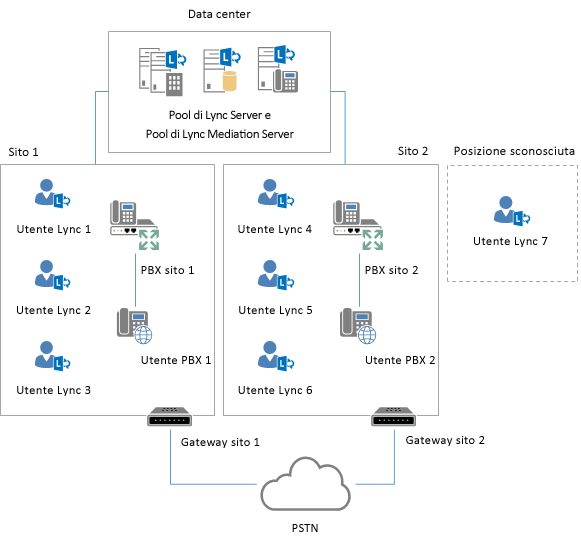 Data center
Pool di Lync Server e
Pool di Lync Mediation Server
Sito 1
Sito 2
Posizione sconosciuta
Utente Lync 1
Utente Lync 4
Utente Lync 7
PBX sito 1
PBX sito 2
Utente Lync 2
Utente Lync 5
Utente PBX 1
Utente PBX 2
Utente Lync 3
Utente Lync 6
Gateway sito 1
Gateway sito 2
PSTN